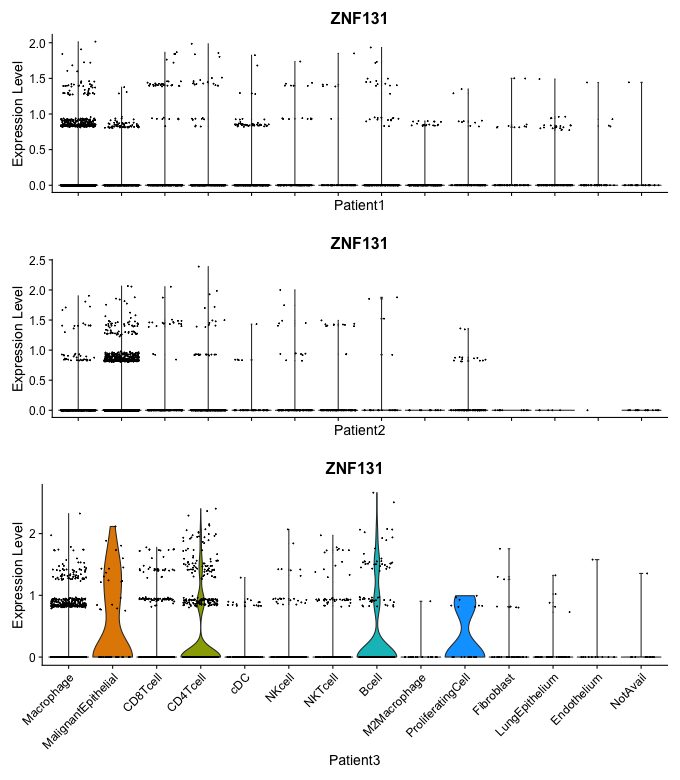 ZNF131
Expression Level
2.0
1.5
1.0
0.5
0.0
Patient1
ZNF131
Expression Level
2.5
2.0
1.5
1.0
0.5
0.0
Patient2
ZNF131
Expression Level
2
1
0
Macrophage
MalignantEpithelial
CD8Tcell
CD4Tcell
cDC
NKcell
NKTcell
Bcell
M2Macrophage
ProliferatingCell
Fibroblast
LungEpithelium
Endothelium
NotAvail
Patient3